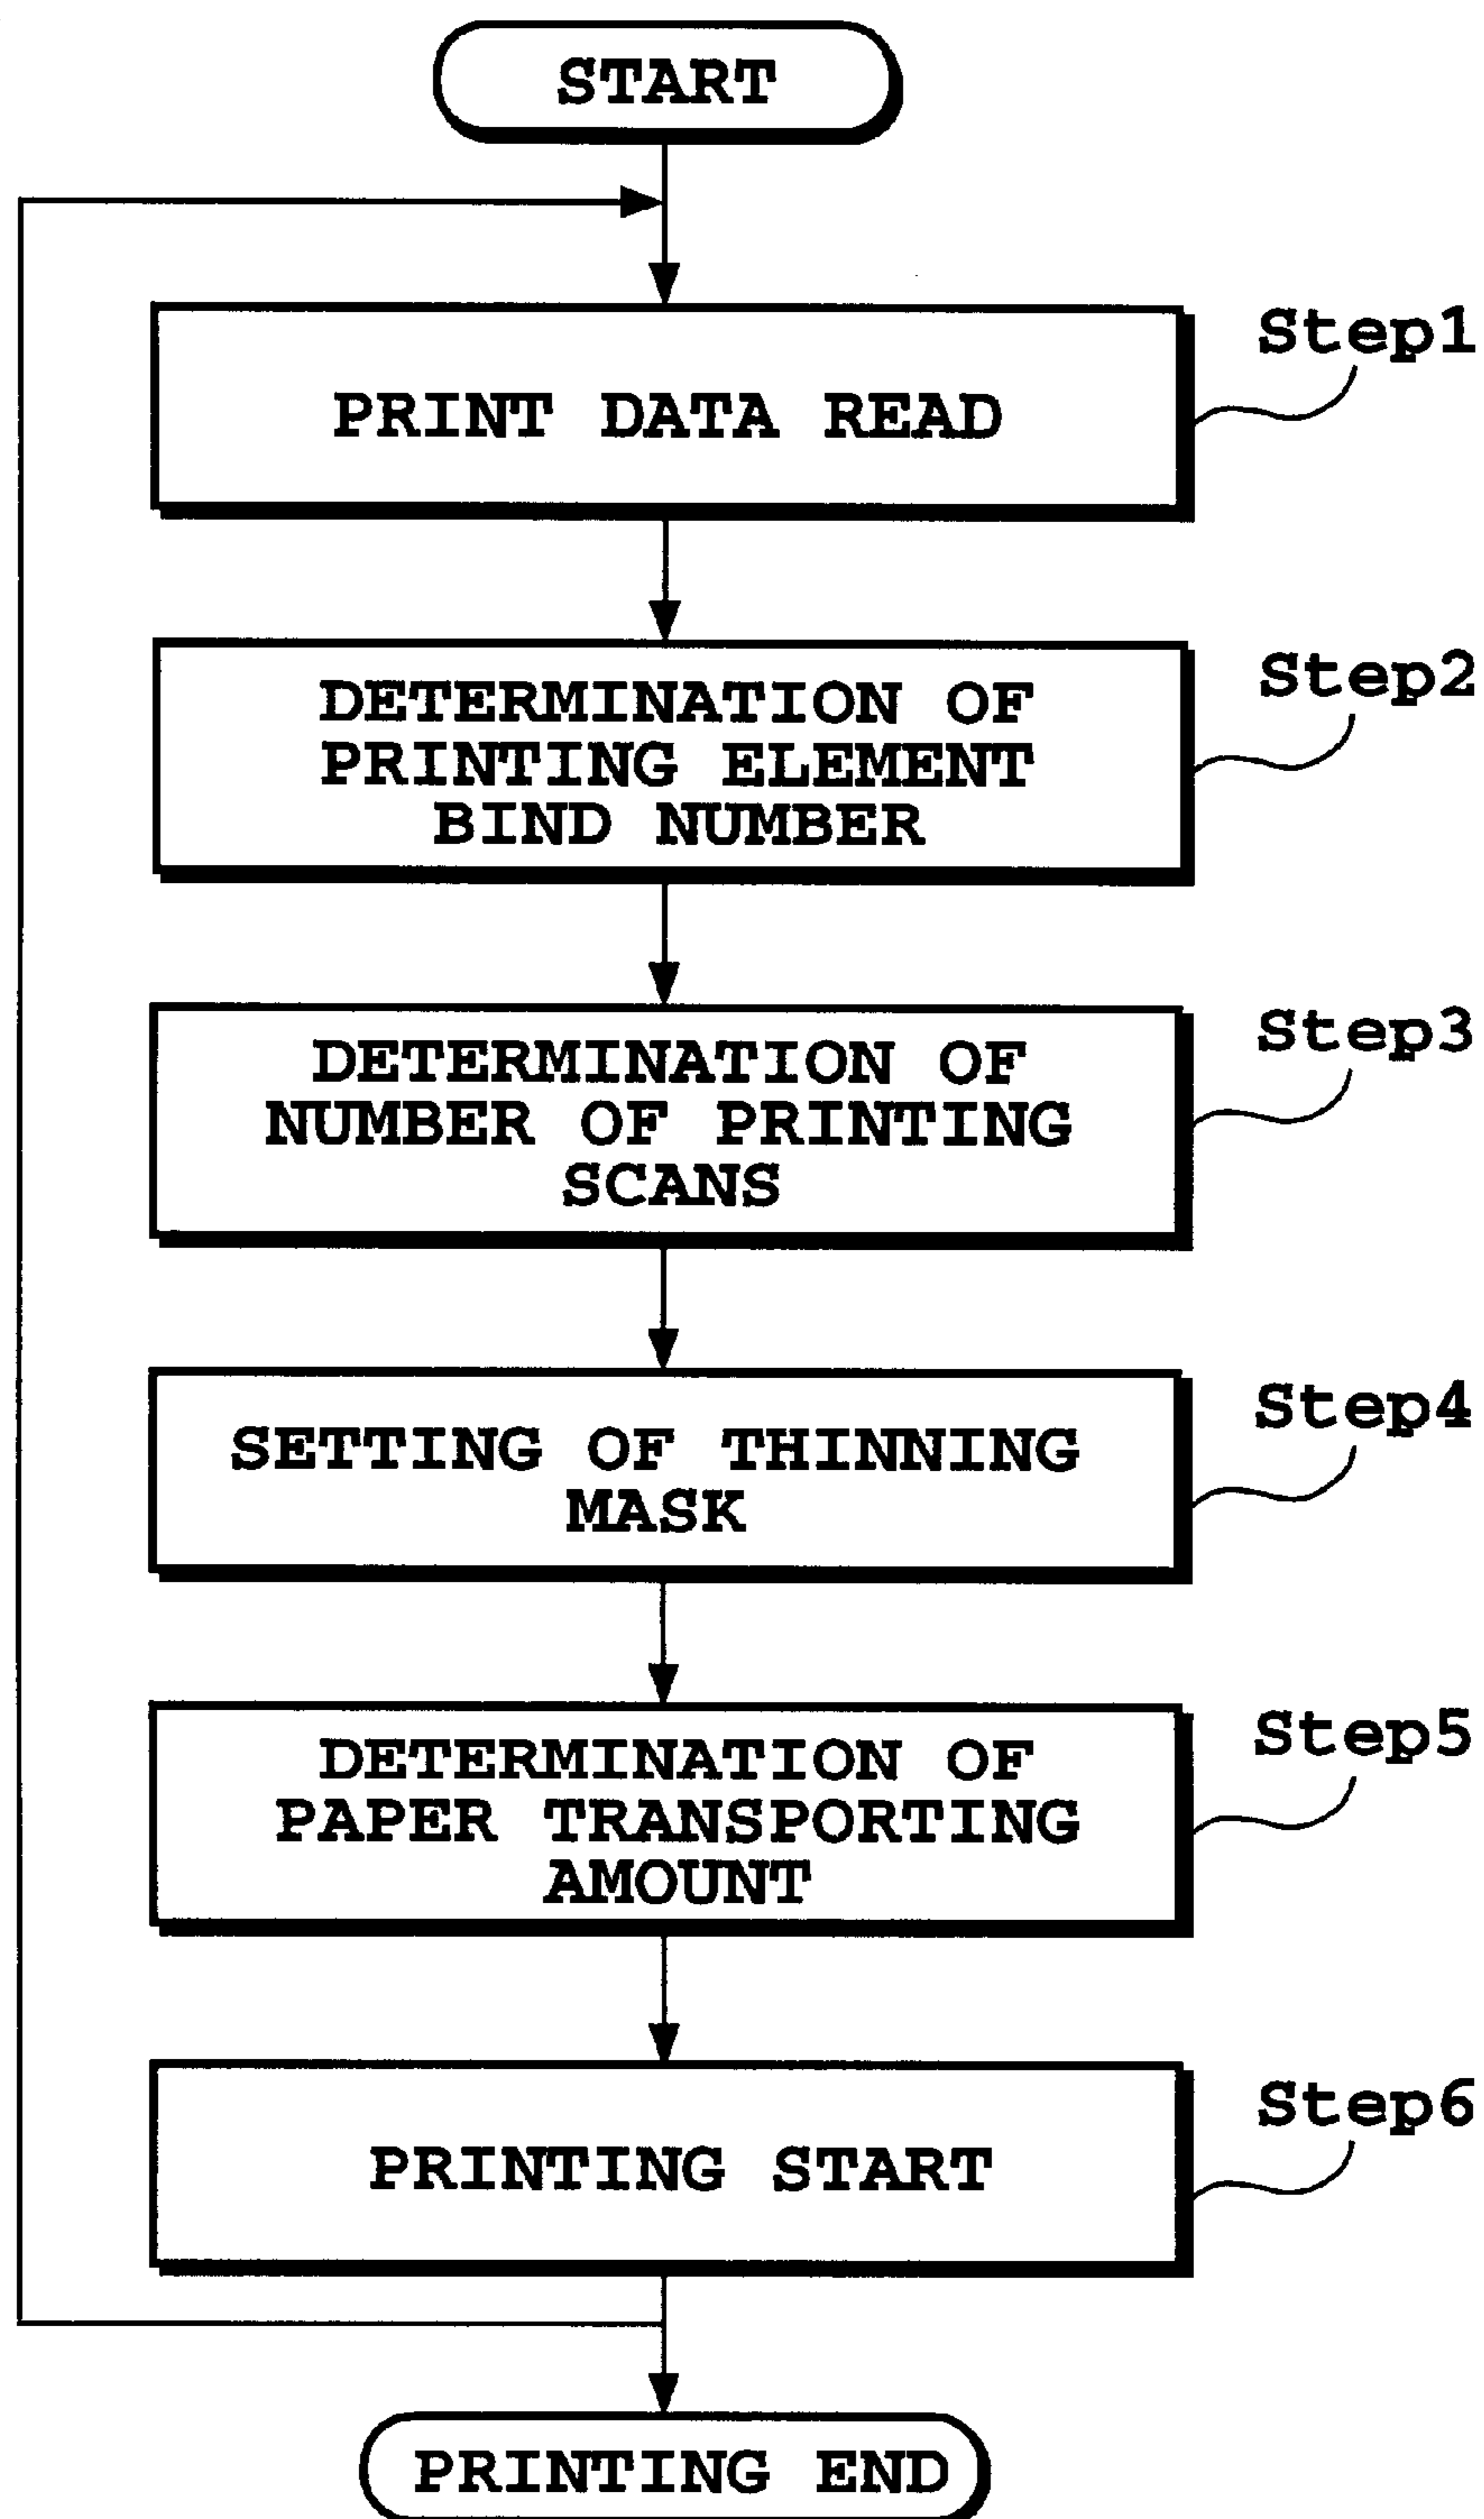 START
Step1
PRINT DATA READ
Step2
DETERMINATION OF
PRINTING ELEMENT
BIND NUMBER
Step3
DETERMINATION OF
NUMBER OF PRINTING
SCANS
Step4
SETTING OF THINNING
MASK
Step5
DETERMINATION OF
PAPER TRANSPORTING
AMOUNT
Step6
PRINTING START
PRINTING END